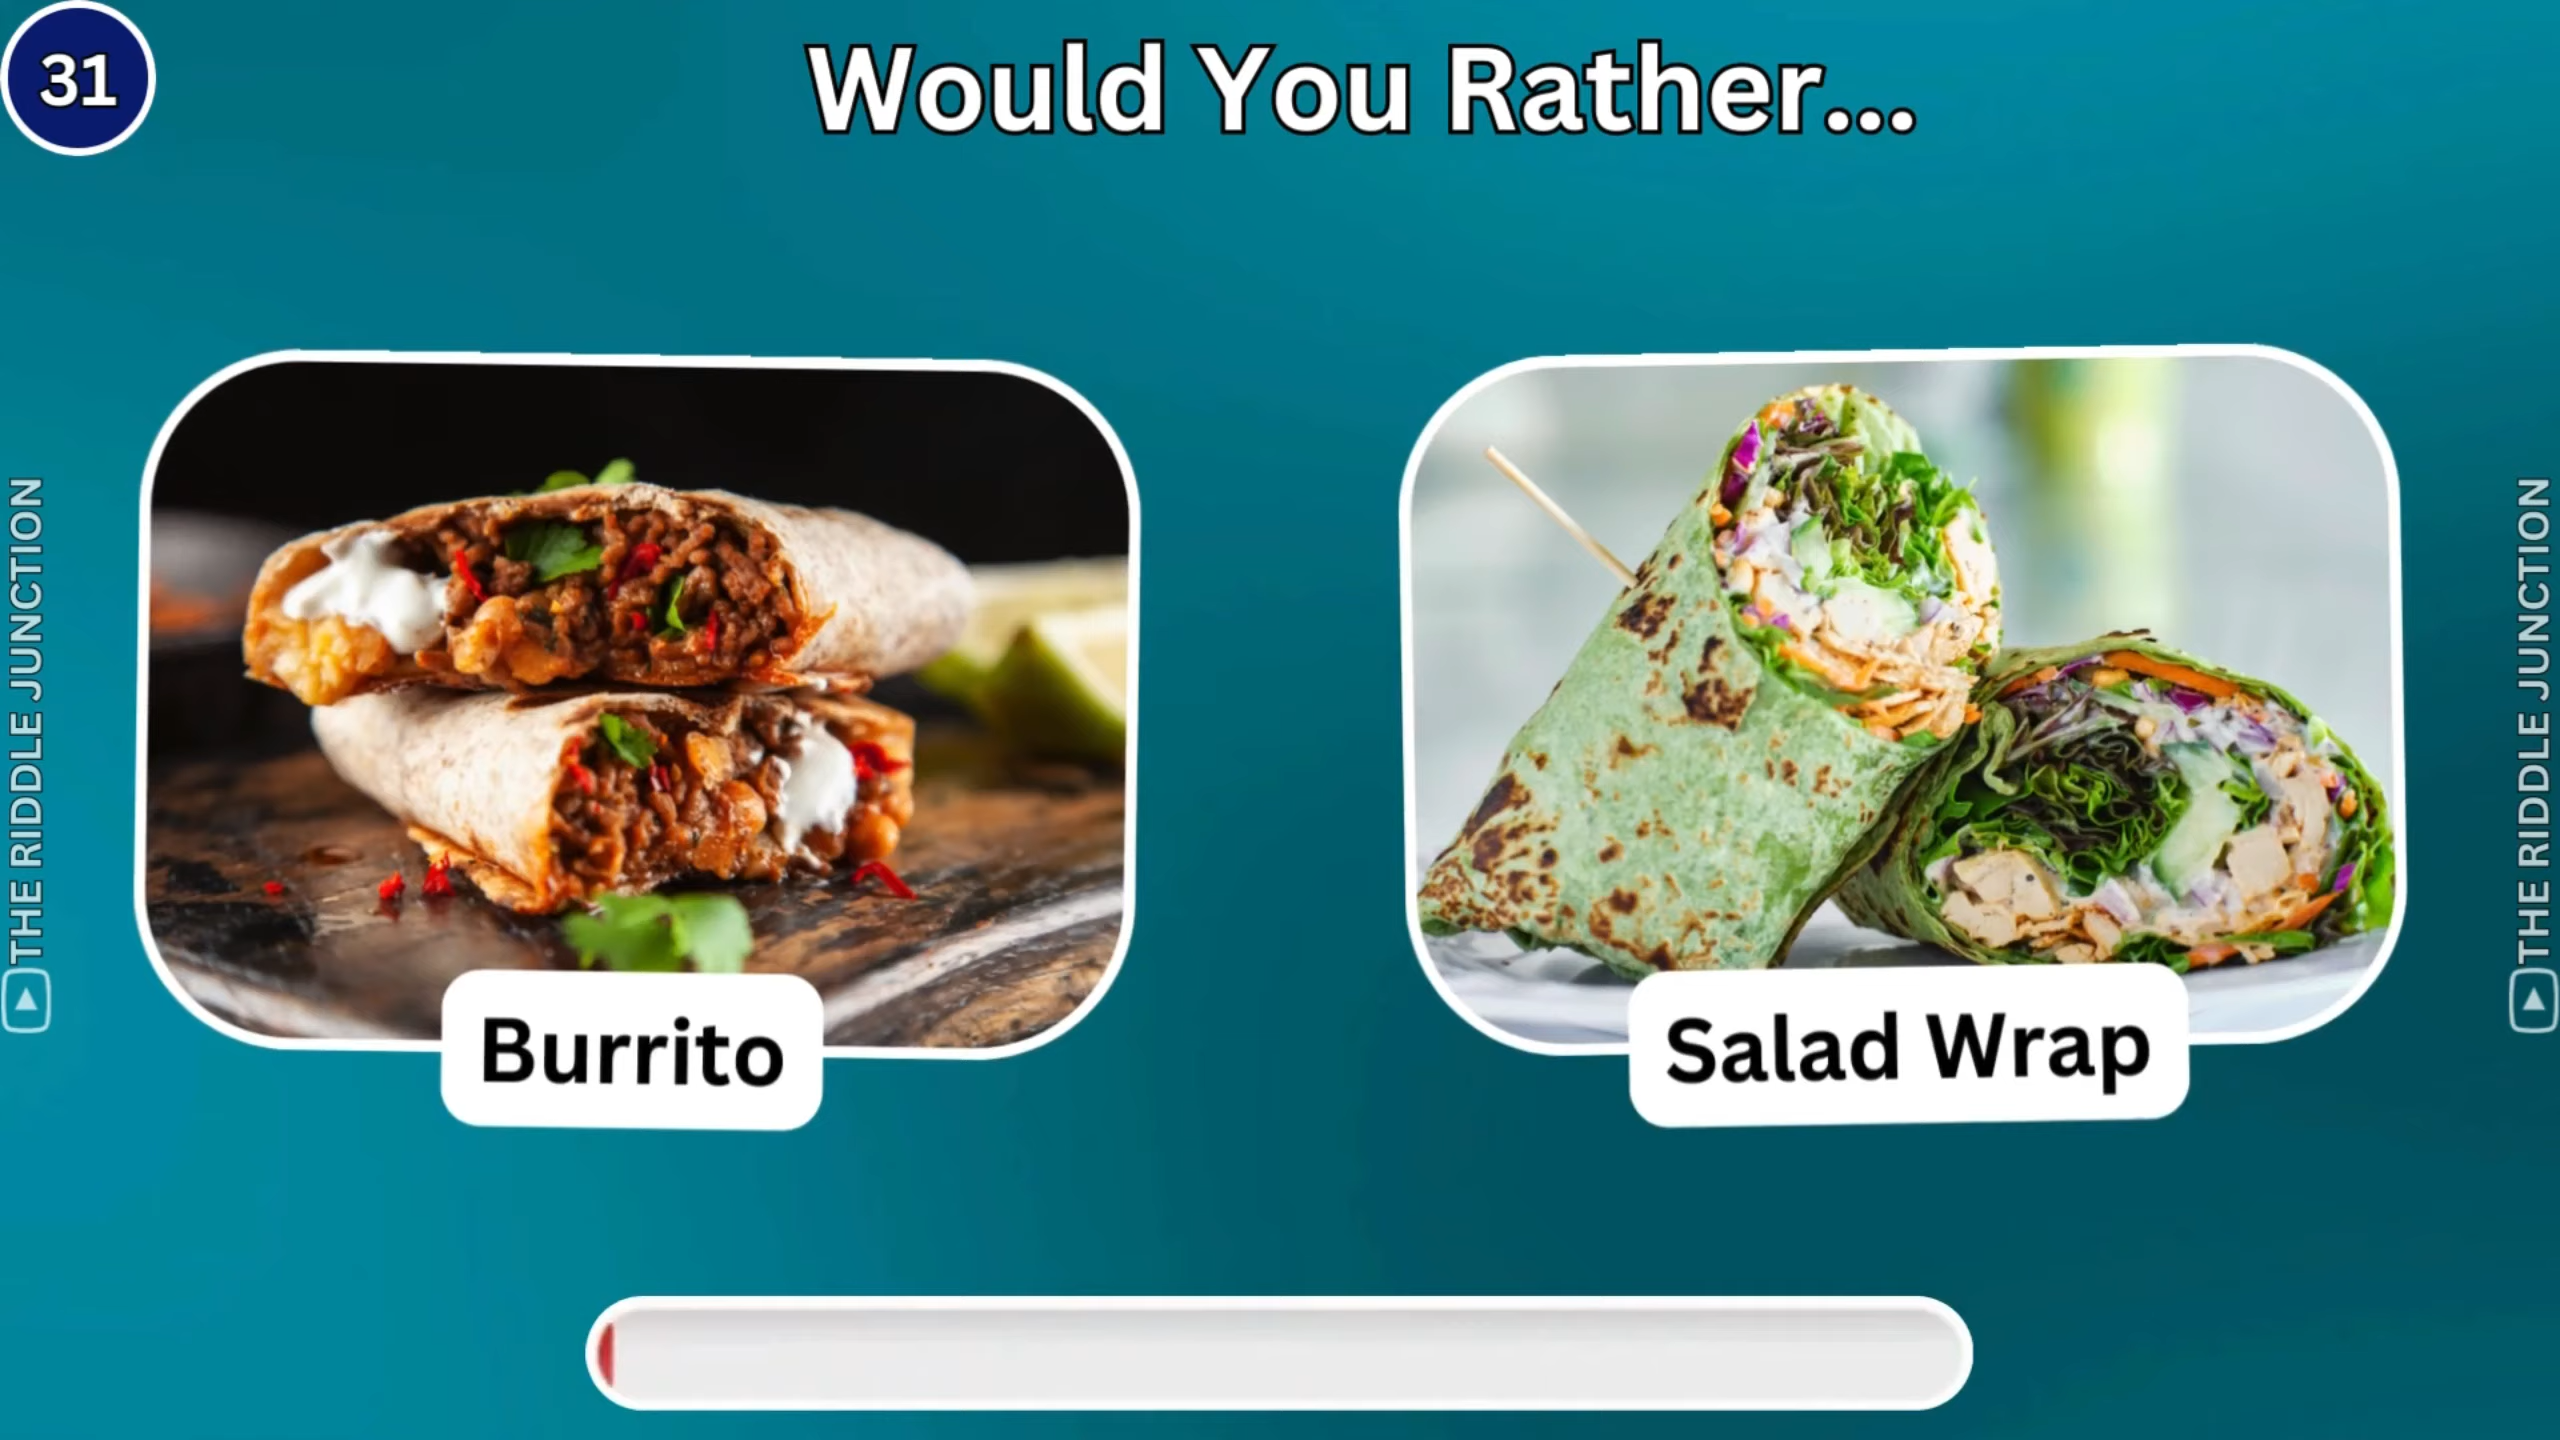 31
Would You Rather...
THE RIDDLE JUNCTION
THE RIDDLE JUNCTION
Burrito
Salad Wrap